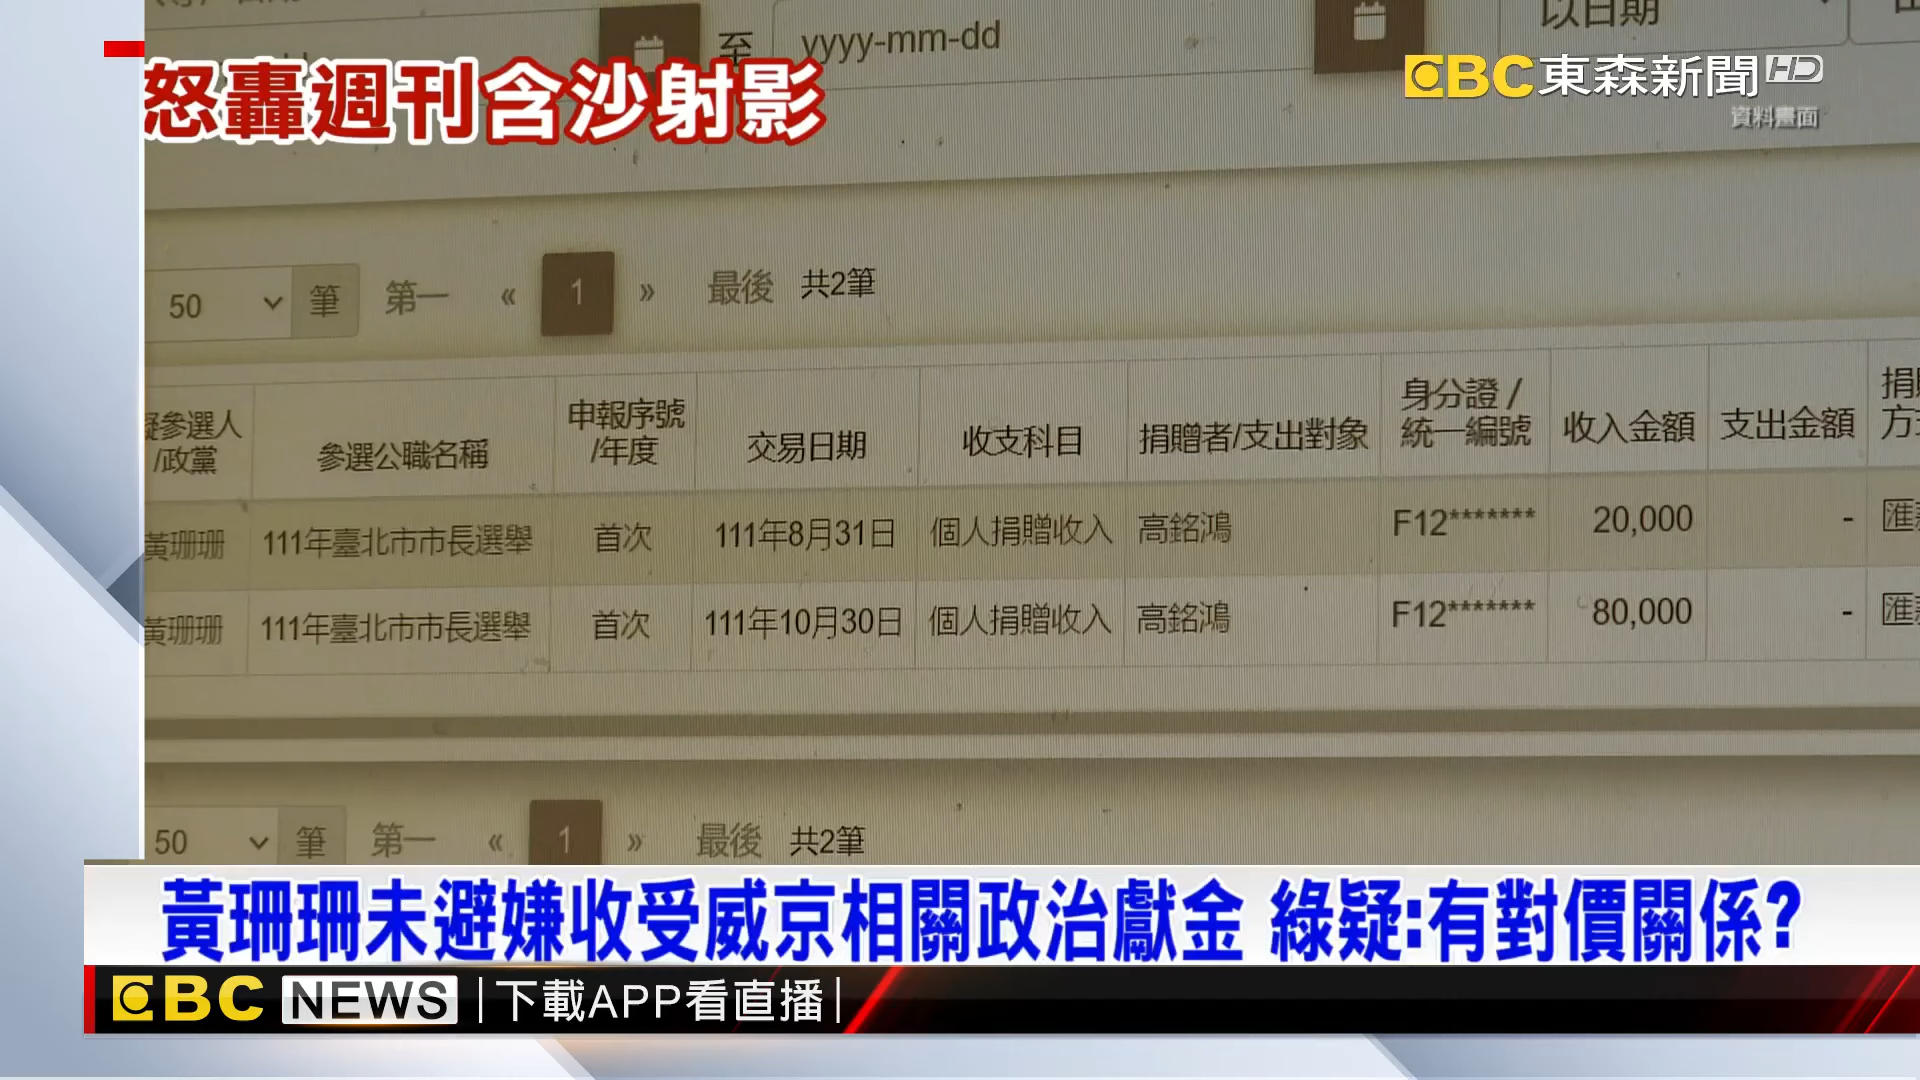 至 yyyy-mm-dd 以日期
EBC東森新聞HD
資料畫面
怒轟週刊含沙射影
50 筆 第一 « 1 » 最後 共2筆
擬參選人/政黨 參選公職名稱 申報序號/年度 交易日期 收支科目 捐贈者/支出對象 身分證/統一編號 收入金額 支出金額
黃珊珊 111年臺北市市長選舉 首次 111年8月31日 個人捐贈收入 高銘鴻 F12******* 20,000 -
黃珊珊 111年臺北市市長選舉 首次 111年10月30日 個人捐贈收入 高銘鴻 F12******* 80,000 -
50 筆 第一 « 1 » 最後 共2筆
黃珊珊未避嫌收受威京相關政治獻金 綠疑:有對價關係?
EBC NEWS 下載APP看直播